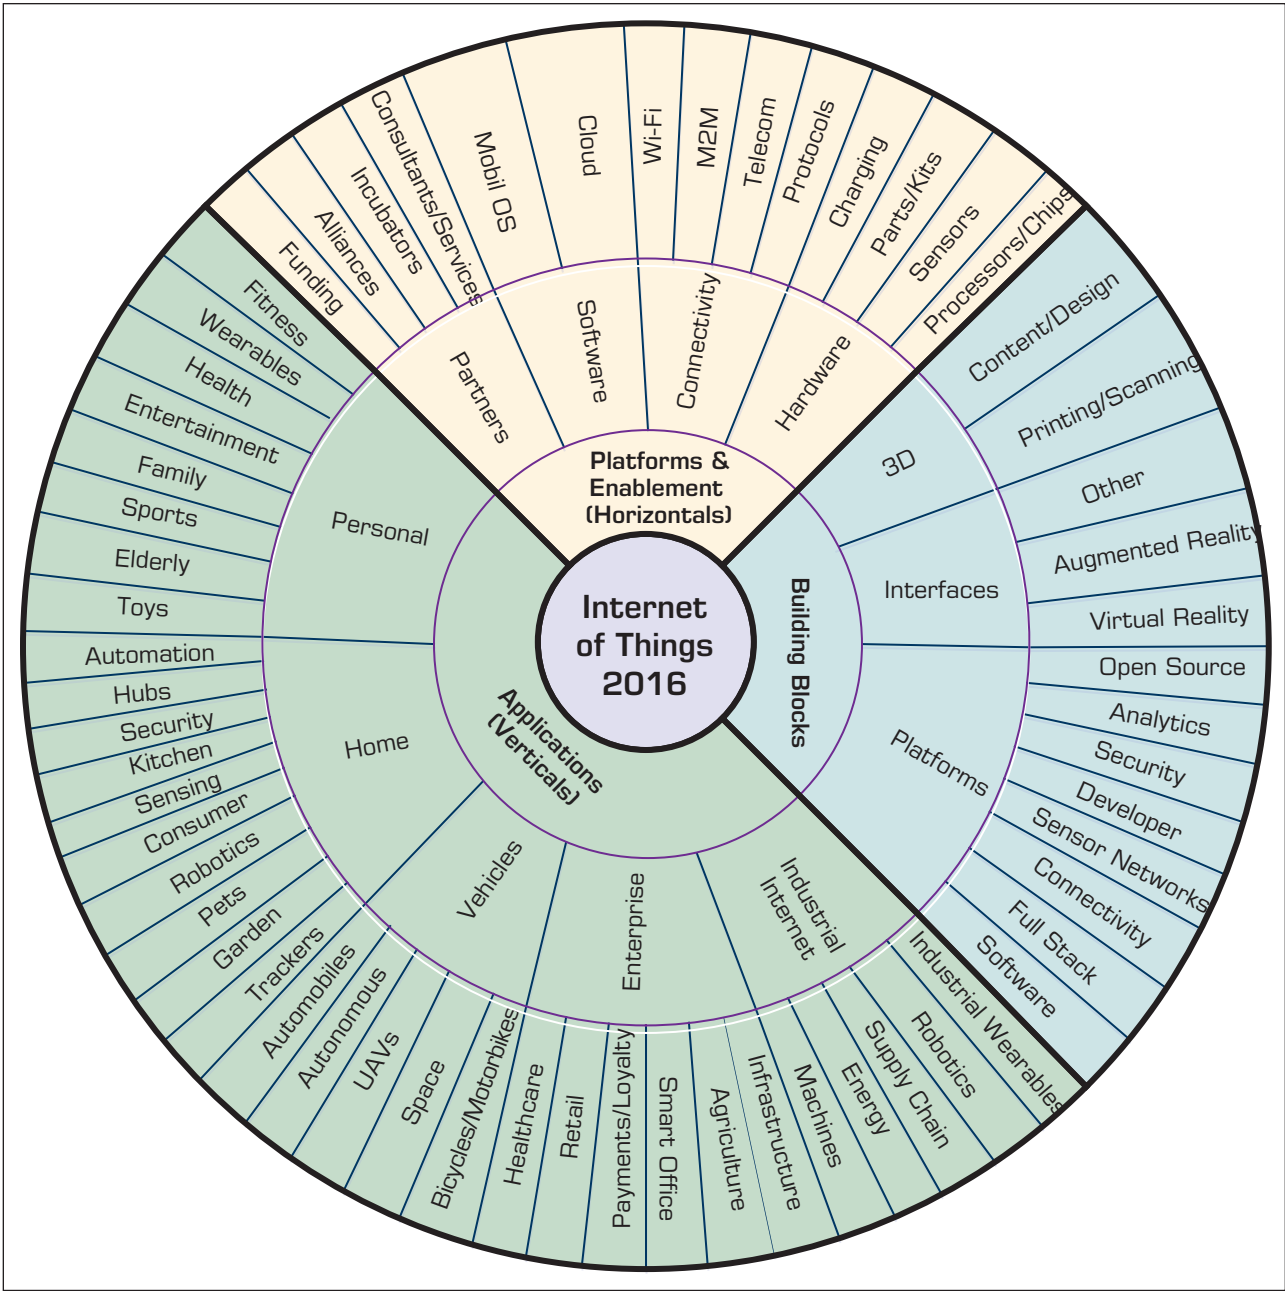 Internet
of Things
2016
Platforms &
Enablement
(Horizontals)
Partners
Funding
Alliances
Incubators
Consultants/Services
Software
Mobil OS
Cloud
Connectivity
Wi-Fi
M2M
Telecom
Protocols
Hardware
Charging
Parts/Kits
Sensors
Processors/Chips
Building Blocks
3D
Content/Design
Printing/Scanning
Interfaces
Other
Augmented Reality
Virtual Reality
Platforms
Open Source
Analytics
Security
Developer
Sensor Networks
Connectivity
Full Stack
Software
Applications
(Verticals)
Industrial
Internet
Industrial Wearables
Robotics
Supply Chain
Energy
Machines
Enterprise
Infrastructure
Agriculture
Smart Office
Payments/Loyalty
Retail
Healthcare
Vehicles
Bicycles/Motorbikes
Space
UAVs
Autonomous
Automobiles
Home
Trackers
Garden
Pets
Robotics
Consumer
Sensing
Kitchen
Security
Hubs
Automation
Personal
Toys
Elderly
Sports
Family
Entertainment
Health
Wearables
Fitness